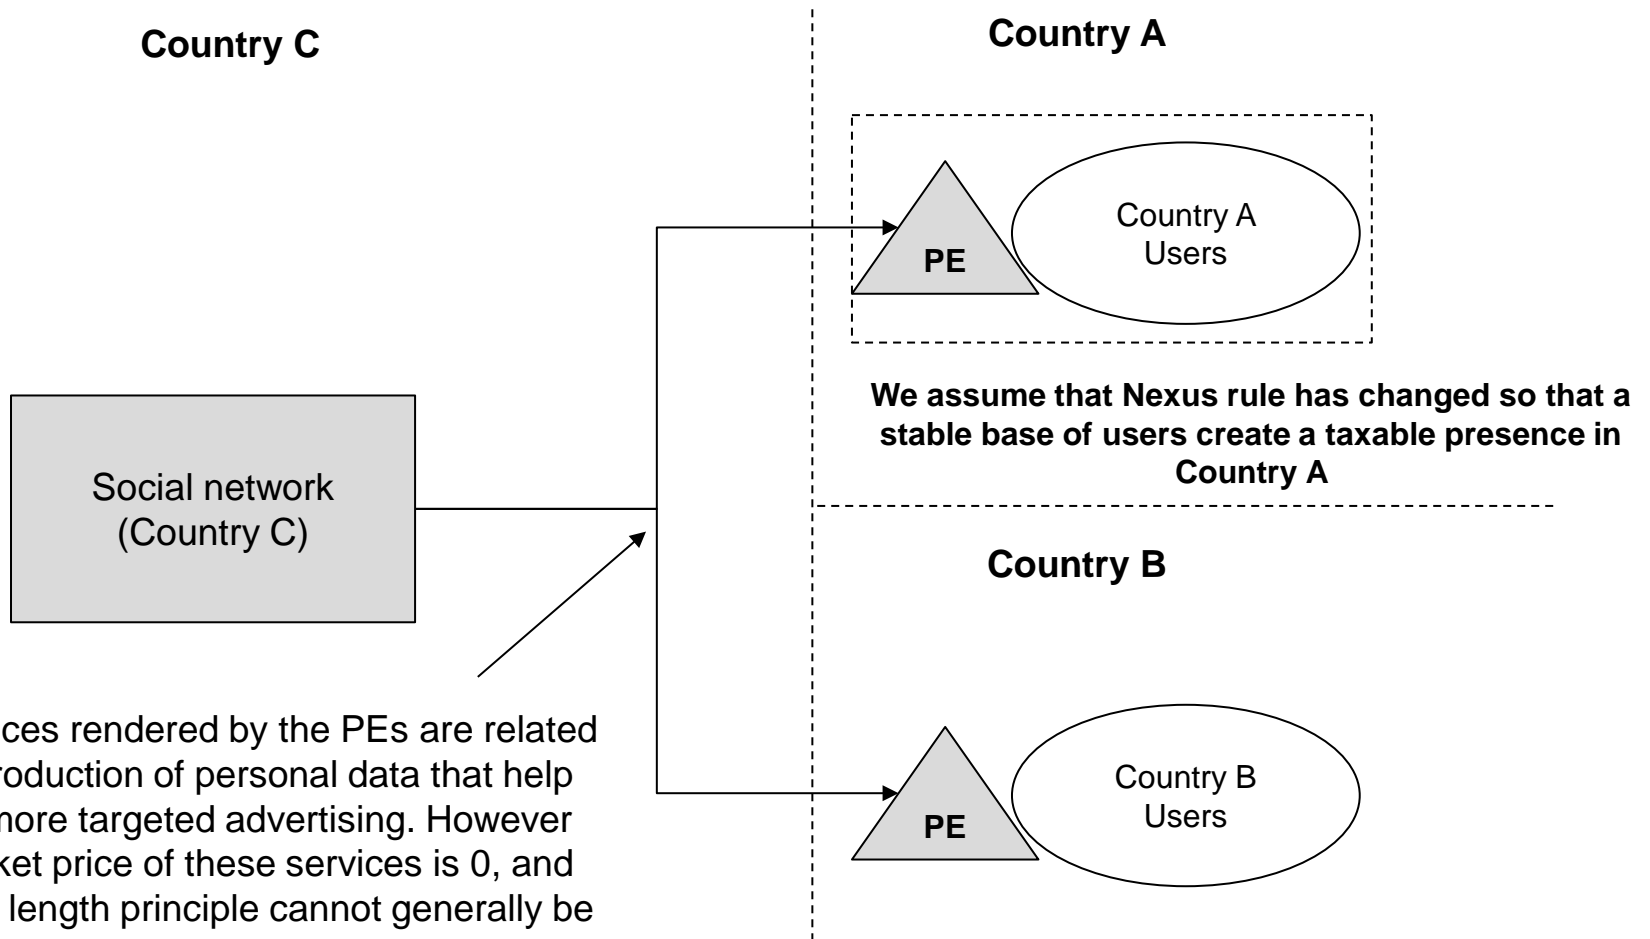 Country C
Country A
PE
Country A
Users
We assume that Nexus rule has changed so that a
stable base of users create a taxable presence in
Country A
Social network
(Country C)
Country B
PE
Country B
Users
ces rendered by the PEs are related
roduction of personal data that help
more targeted advertising. However
ket price of these services is 0, and
length principle cannot generally be